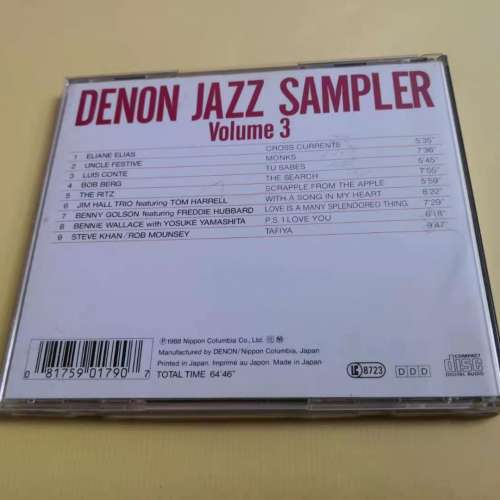 DENON JAZZ SAMPLER
Volume 3
1 ELIANE ELIAS CROSS CURRENTS 5'35"
2 UNCLE FESTIVE MONKS 7'36"
3 LUIS CONTE TU SABES 5'45"
4 BOB BERG THE SEARCH 7'55"
5 THE RITZ SCRAPPLE FROM THE APPLE 5'59"
6 JIM HALL TRIO featuring TOM HARRELL WITH A SONG IN MY HEART 8'22"
7 BENNY GOLSON featuring FREDDIE HUBBARD LOVE IS A MANY SPLENDORED THING 7'29"
8 BENNIE WALLACE with YOSUKE YAMASHITA P.S. I LOVE YOU 6'18"
9 STEVE KHAN/ROB MOUNSEY TAFIYA 9'47"
℗1988 Nippon Columbia Co., Ltd.
Manufactured by DENON/Nippon Columbia, Japan
Printed in Japan. Imprimé au Japon. Made in Japan
TOTAL TIME 64'46"
0 81759 01790 7
LC 8723
DDD
COMPACT
disc
DIGITAL AUDIO